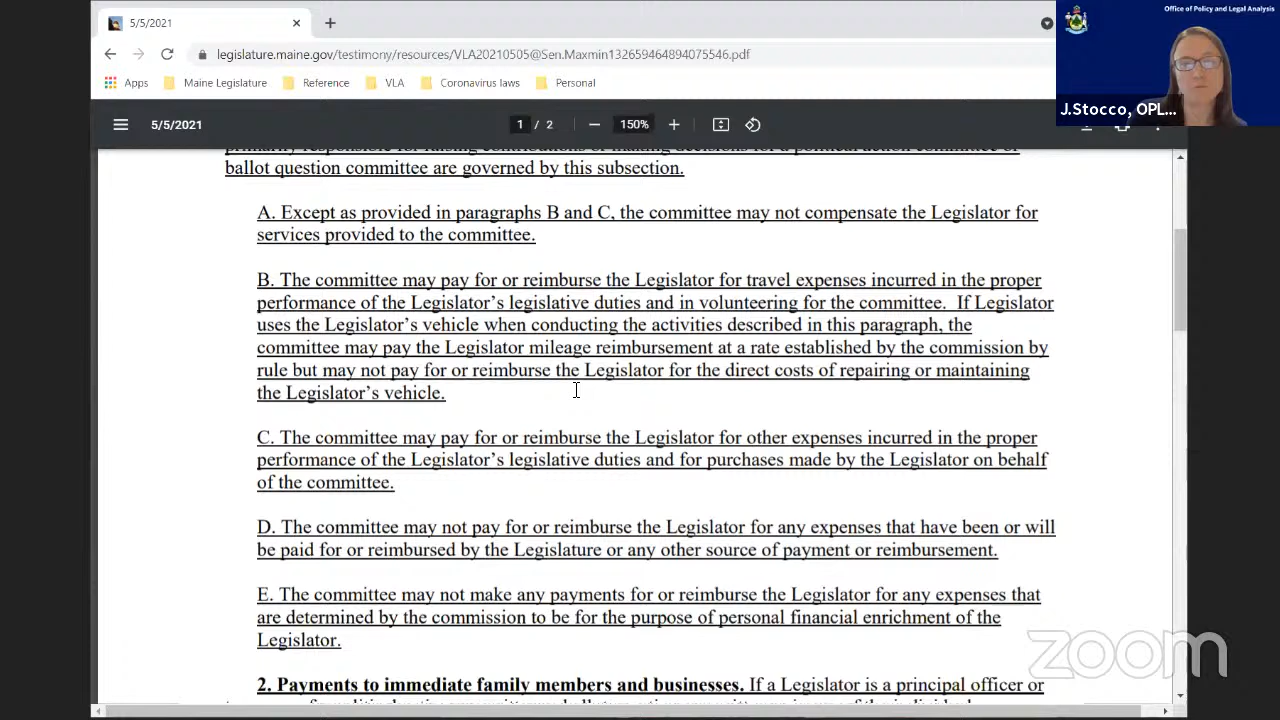 5/5/2021
Office of Policy and Legal Analysis
legislature.maine.gov/testimony/resources/VLA20210505@Sen.Maxmin132659464894075546.pdf
Apps Maine Legislature Reference VLA Coronavirus laws Personal
J.Stocco, OPL...
5/5/2021 1 / 2 150%
primarily responsible for raising contributions or making decisions for a political action committee or
ballot question committee are governed by this subsection.
A. Except as provided in paragraphs B and C, the committee may not compensate the Legislator for
services provided to the committee.
B. The committee may pay for or reimburse the Legislator for travel expenses incurred in the proper
performance of the Legislator’s legislative duties and in volunteering for the committee. If Legislator
uses the Legislator’s vehicle when conducting the activities described in this paragraph, the
committee may pay the Legislator mileage reimbursement at a rate established by the commission by
rule but may not pay for or reimburse the Legislator for the direct costs of repairing or maintaining
the Legislator’s vehicle.
C. The committee may pay for or reimburse the Legislator for other expenses incurred in the proper
performance of the Legislator’s legislative duties and for purchases made by the Legislator on behalf
of the committee.
D. The committee may not pay for or reimburse the Legislator for any expenses that have been or will
be paid for or reimbursed by the Legislature or any other source of payment or reimbursement.
E. The committee may not make any payments for or reimburse the Legislator for any expenses that
are determined by the commission to be for the purpose of personal financial enrichment of the
Legislator.
zoom
2. Payments to immediate family members and businesses. If a Legislator is a principal officer or